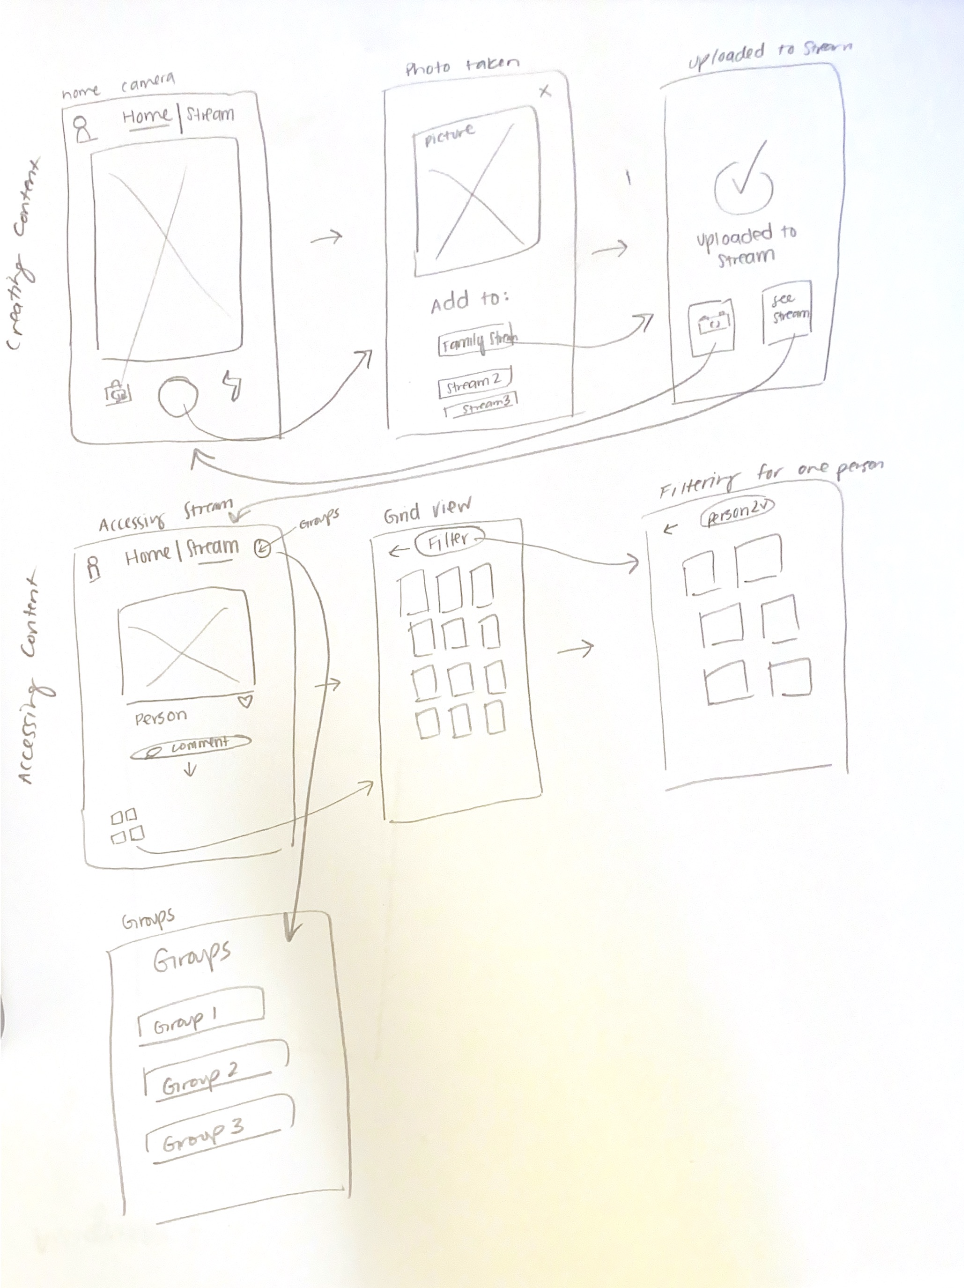 Creating Content
home camera
Home | Stream
Photo taken
x
picture
Add to:
Family Stream
Stream 2
Stream 3
uploaded to Stream
uploaded to
Stream
see
stream
Accessing Content
Accessing Stream
Groups
Home | Stream
Person
comment
Grid view
Filter
Filtering for one person
person 2
Groups
Groups
Group 1
Group 2
Group 3